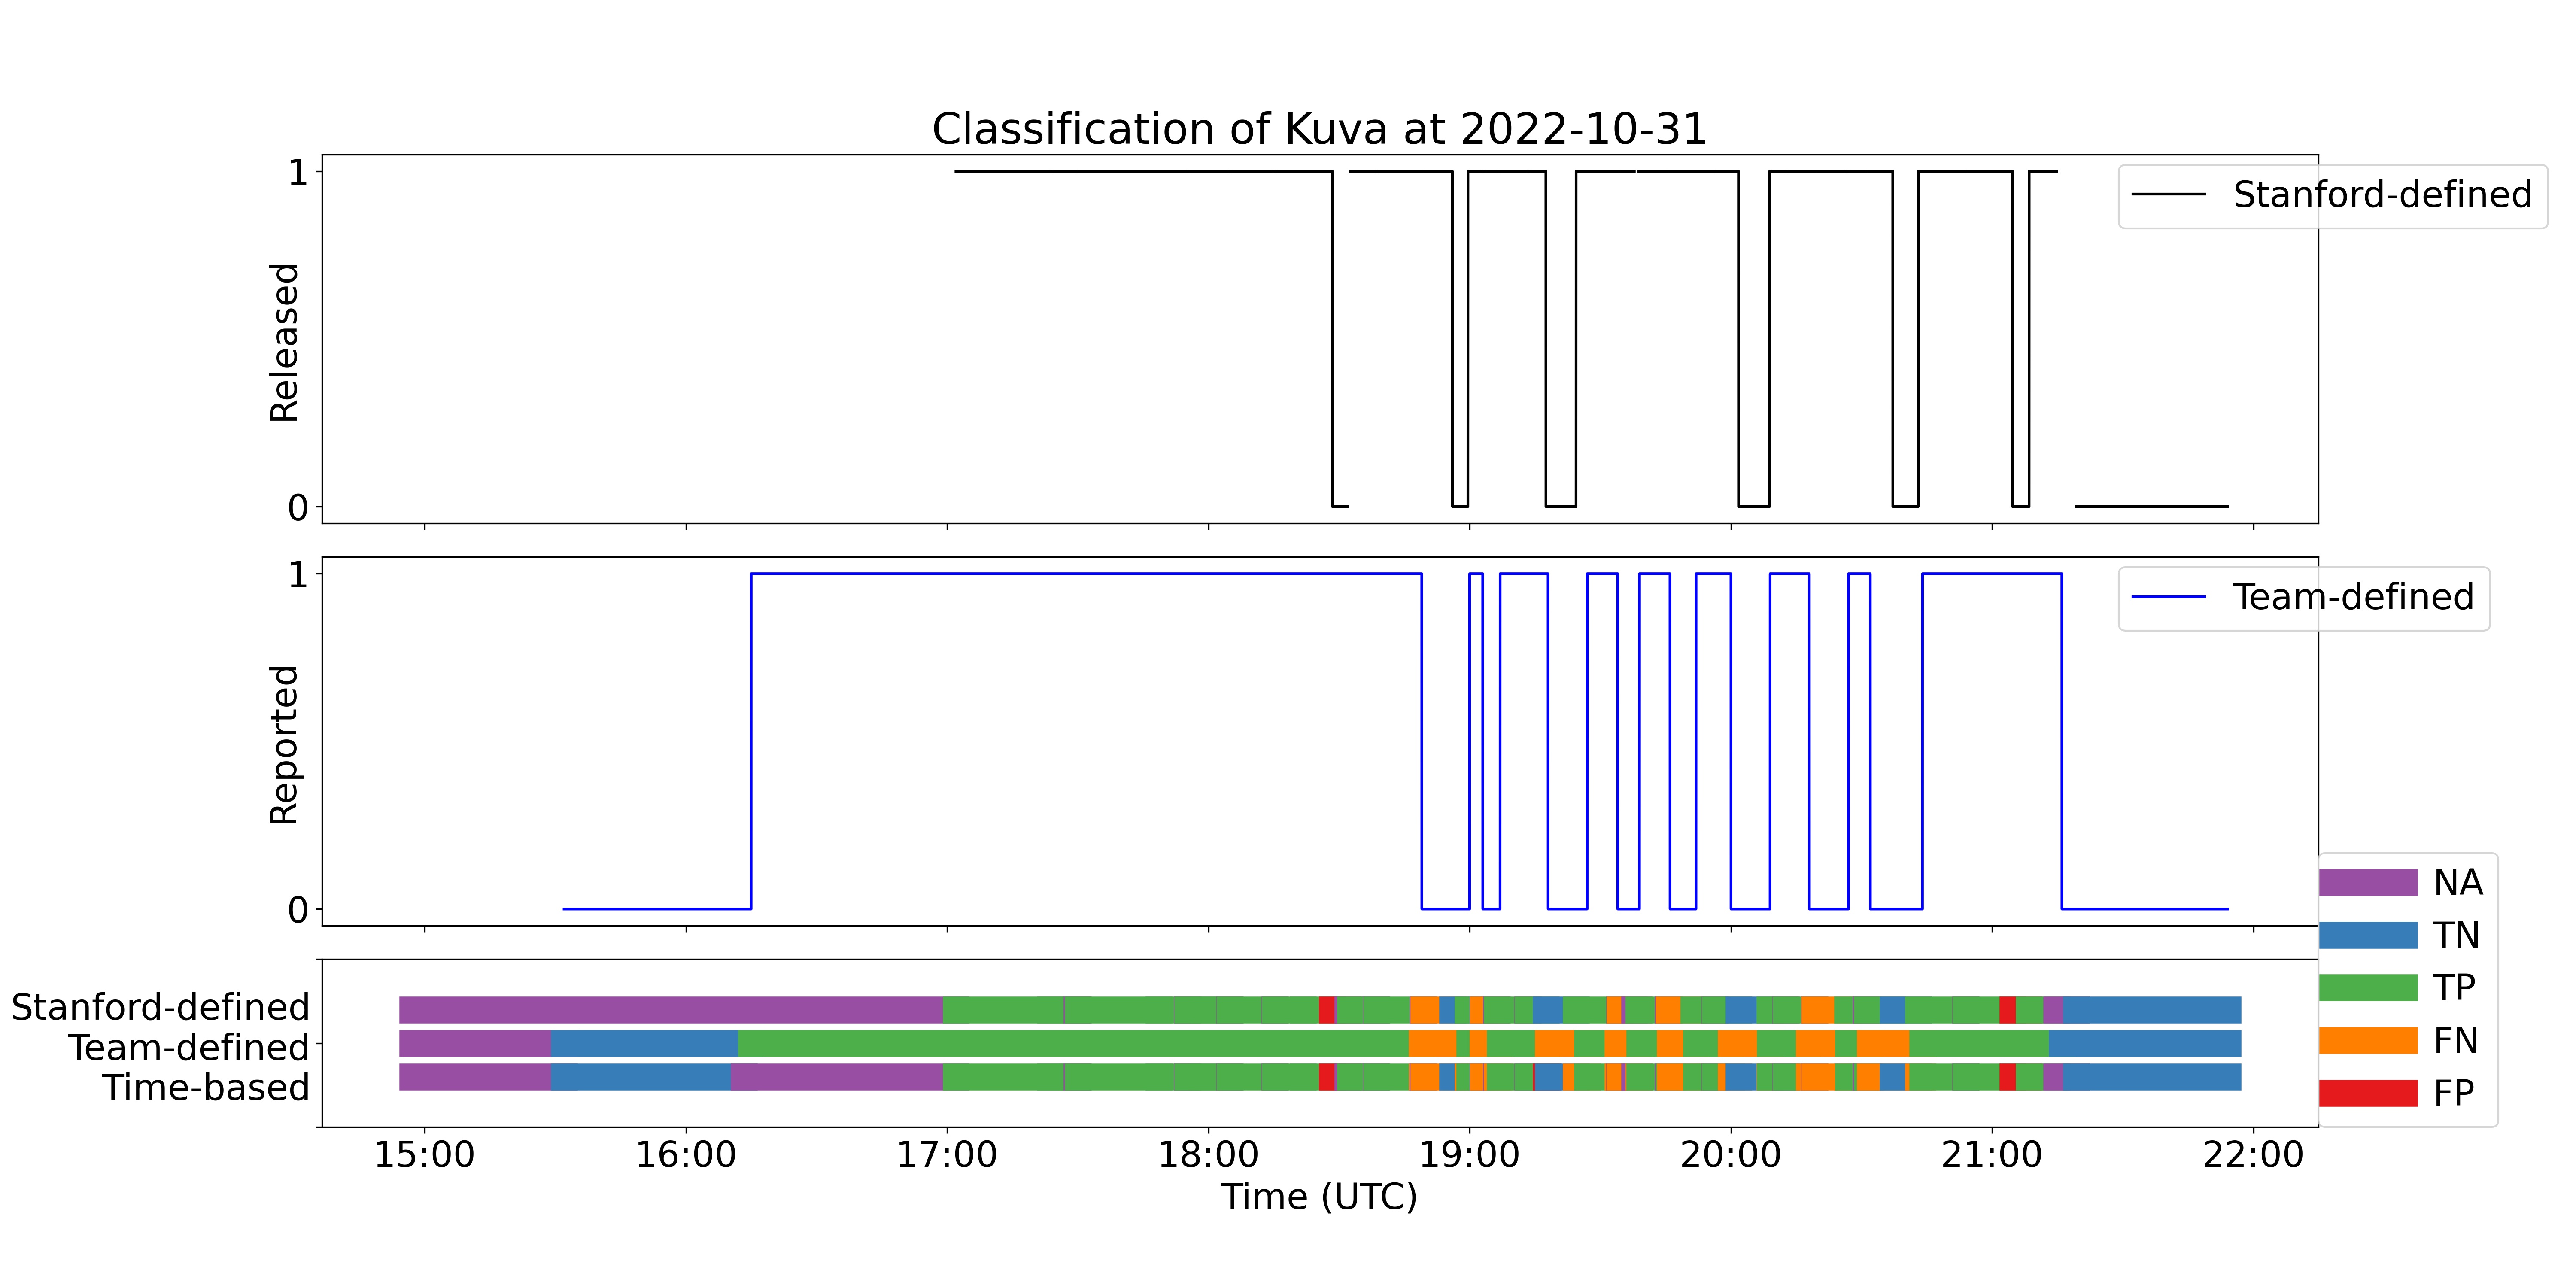 Classification of Kuva at 2022-10-31
1
0
Released
Stanford-defined
1
0
Reported
Team-defined
NA
TN
TP
FN
FP
Stanford-defined
Team-defined
Time-based
15:00 16:00 17:00 18:00 19:00 20:00 21:00 22:00
Time (UTC)